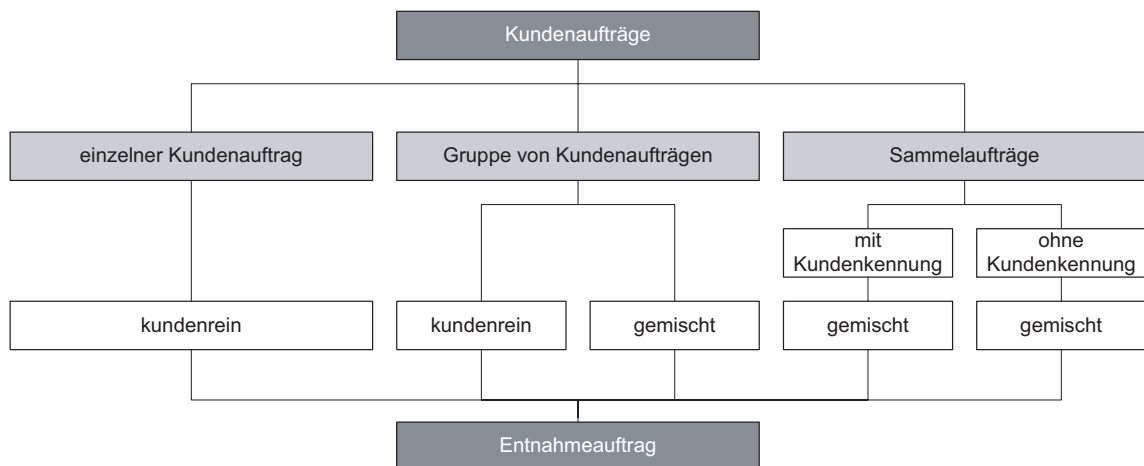 Kundenaufträge
einzelner Kundenauftrag
Gruppe von Kundenaufträgen
Sammelaufträge
mit
Kundenkennung
ohne
Kundenkennung
kundenrein
kundenrein
gemischt
gemischt
gemischt
Entnahmeauftrag